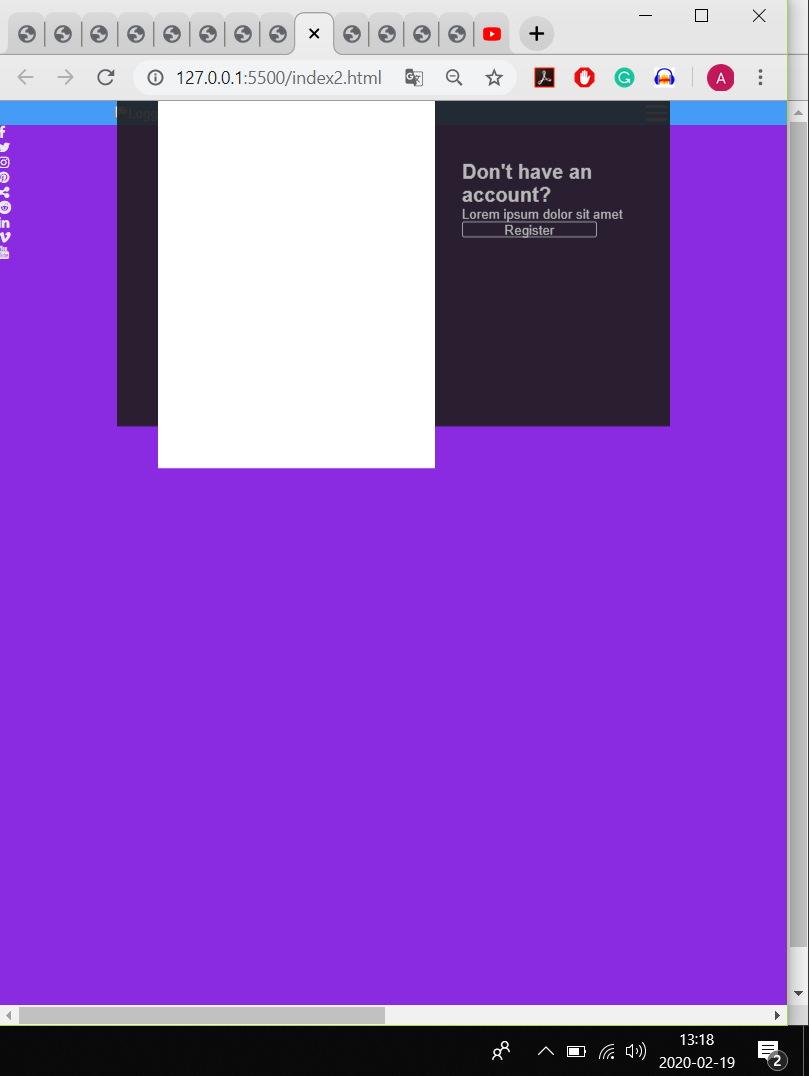 127.0.0.1:5500/index2.html
A
Don't have an
account?
Lorem ipsum dolor sit amet
Register
13:18
2020-02-19
2